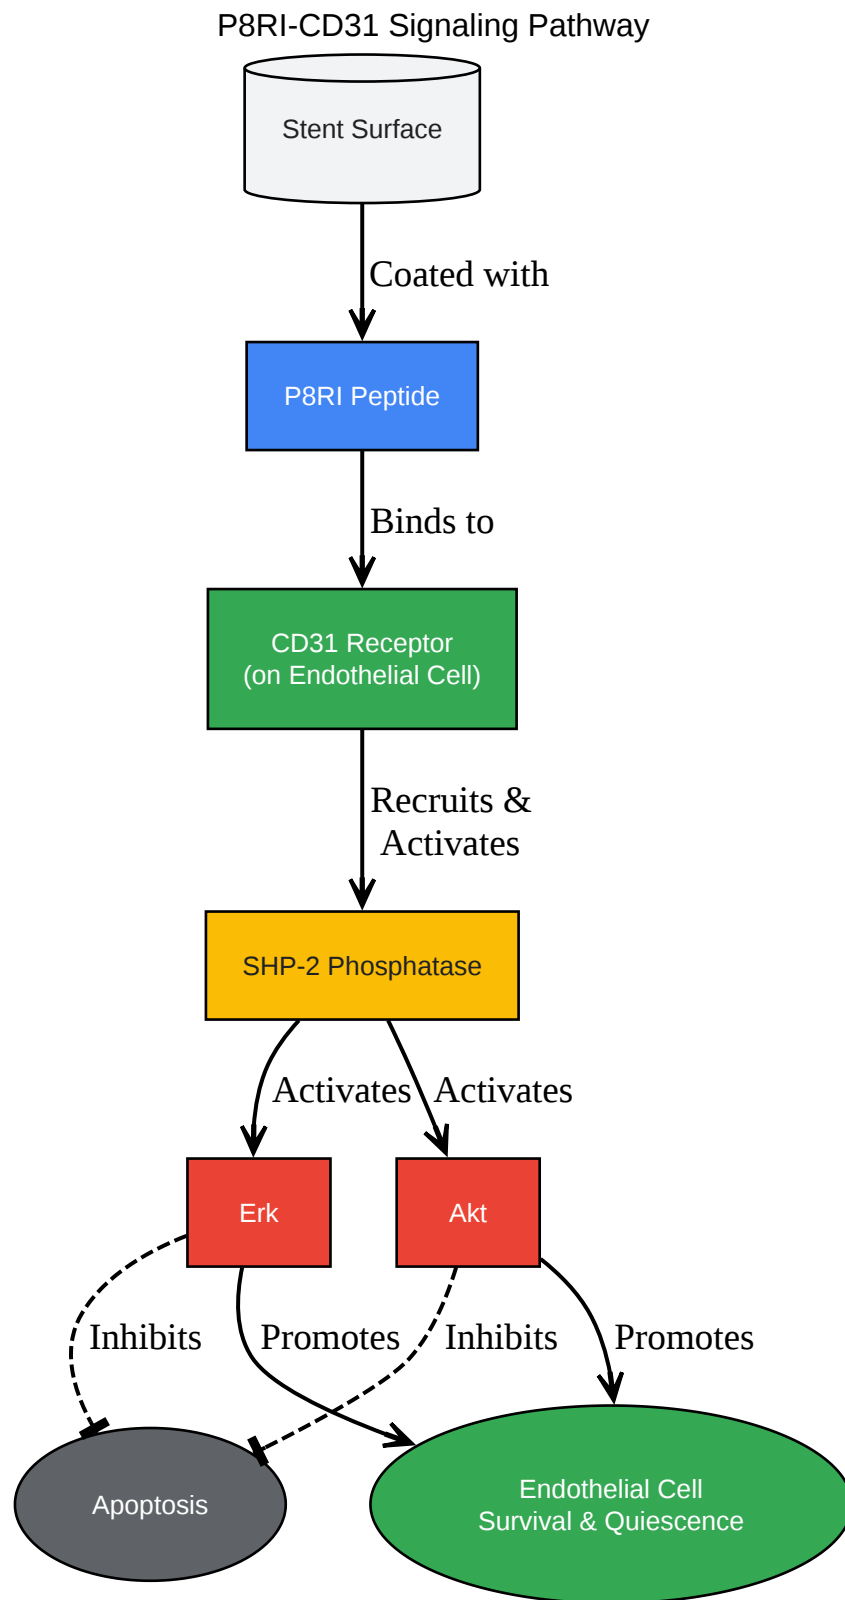 P8RI-CD31 Signaling Pathway
Stent Surface
Coated with
P8RI Peptide
Binds to
CD31 Receptor
(on Endothelial Cell)
Recruits &
Activates
SHP-2 Phosphatase
Activates
Activates
Erk
Akt
Inhibits
Promotes
Inhibits
Promotes
Apoptosis
Endothelial Cell
Survival & Quiescence